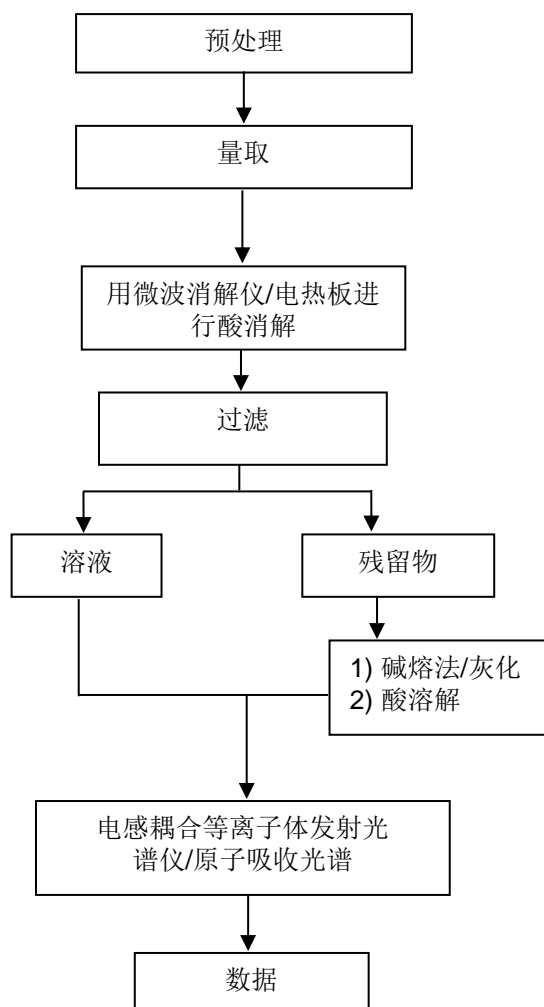 预处理
量取
用微波消解仪/电热板进
行酸消解
过滤
溶液
残留物
1) 碱熔法/灰化
2) 酸溶解
电感耦合等离子体发射光
谱仪/原子吸收光谱
数据